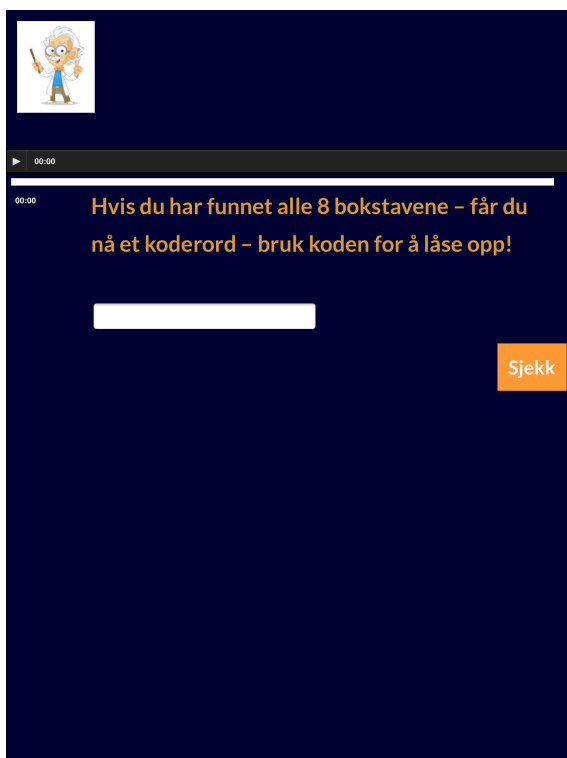 00:00
00:00
Hvis du har funnet alle 8 bokstavene – får du
nå et koderord – bruk koden for å låse opp!
Sjekk